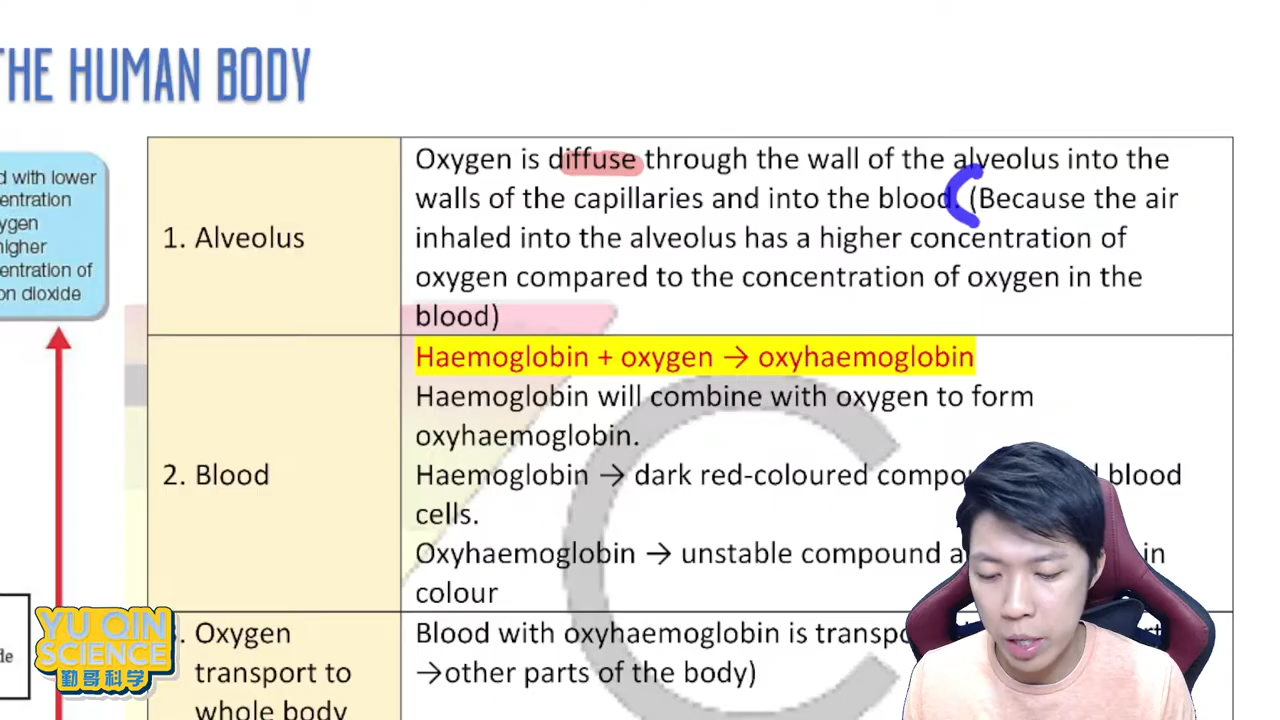 THE HUMAN BODY
d with lower
entration
ygen
higher
entration of
on dioxide
1. Alveolus
Oxygen is diffuse through the wall of the alveolus into the
walls of the capillaries and into the blood. (Because the air
inhaled into the alveolus has a higher concentration of
oxygen compared to the concentration of oxygen in the
blood)
2. Blood
Haemoglobin + oxygen → oxyhaemoglobin
Haemoglobin will combine with oxygen to form
oxyhaemoglobin.
Haemoglobin → dark red-coloured compo blood
cells.
Oxyhaemoglobin → unstable compound a in
colour
Oxygen
transport to
whole body
Blood with oxyhaemoglobin is transpo
→other parts of the body)
de
YU QIN
SCIENCE
勤哥科学